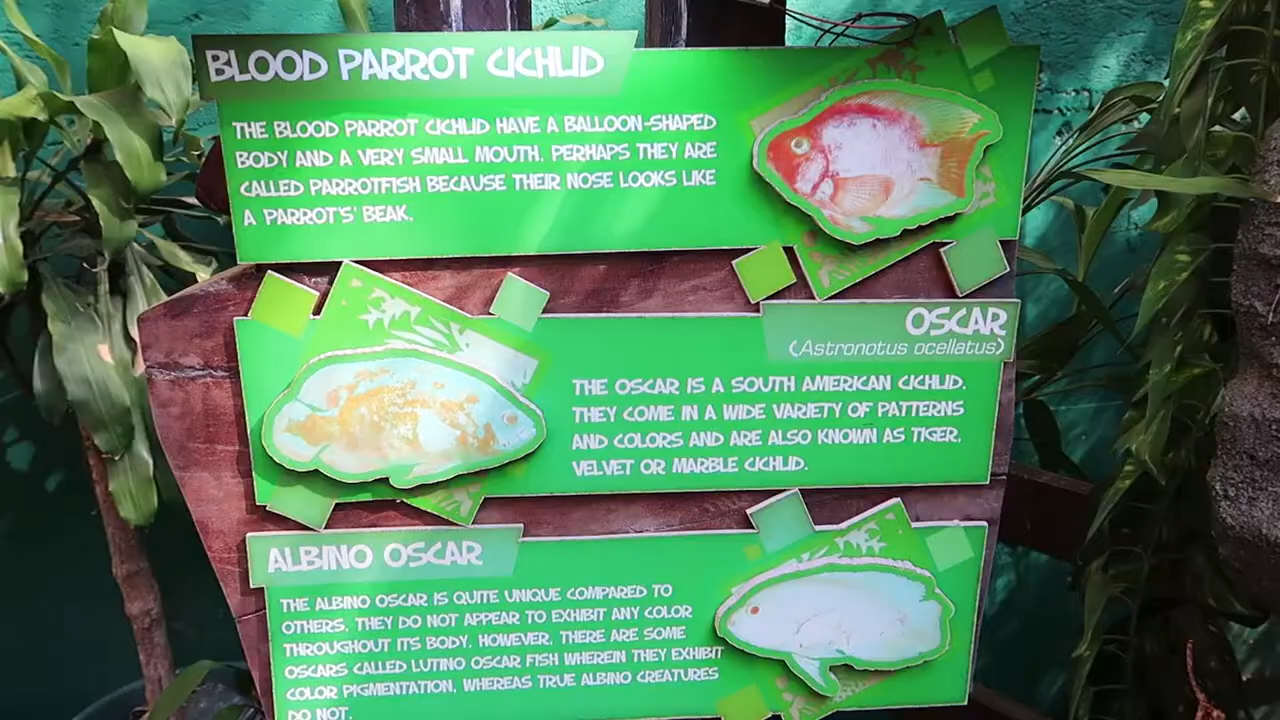 BLOOD PARROT CICHLID
THE BLOOD PARROT CICHLID HAVE A BALLOON-SHAPED
BODY AND A VERY SMALL MOUTH. PERHAPS THEY ARE
CALLED PARROTFISH BECAUSE THEIR NOSE LOOKS LIKE
A PARROT'S' BEAK.
OSCAR
(Astronotus ocellatus)
THE OSCAR IS A SOUTH AMERICAN CICHLID.
THEY COME IN A WIDE VARIETY OF PATTERNS
AND COLORS AND ARE ALSO KNOWN AS TIGER,
VELVET OR MARBLE CICHLID.
ALBINO OSCAR
THE ALBINO OSCAR IS QUITE UNIQUE COMPARED TO
OTHERS. THEY DO NOT APPEAR TO EXHIBIT ANY COLOR
THROUGHOUT ITS BODY. HOWEVER, THERE ARE SOME
OSCARS CALLED LUTINO OSCAR FISH WHEREIN THEY EXHIBIT
COLOR PIGMENTATION, WHEREAS TRUE ALBINO CREATURES
DO NOT.